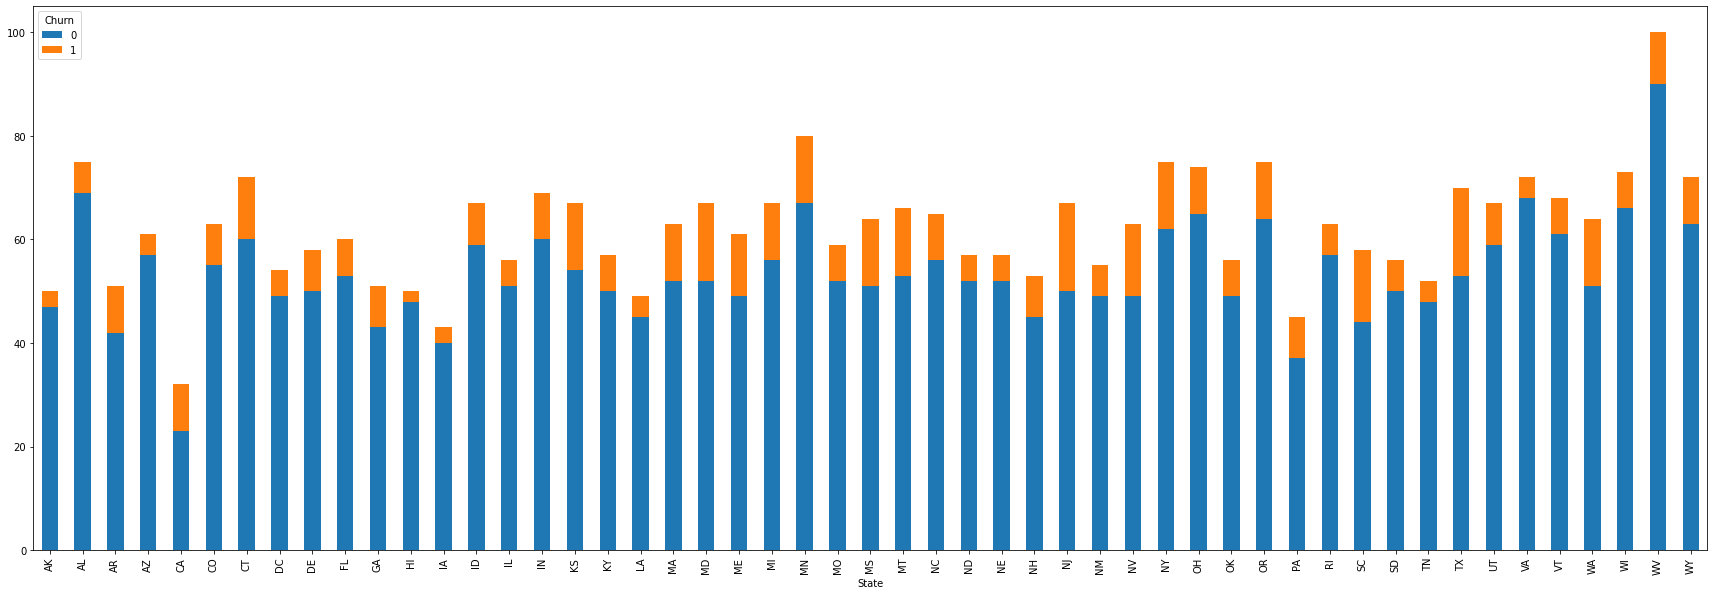 Churn
0
1
100
80
60
40
20
0
AK AL AR AZ CA CO CT DC DE FL GA HI IA ID IL IN KS KY LA MA MD ME MI MN MO MS MT NC ND NE NH NJ NM NV NY OH OK OR PA RI SC SD TN TX UT VA VT WA WI WV WY
State